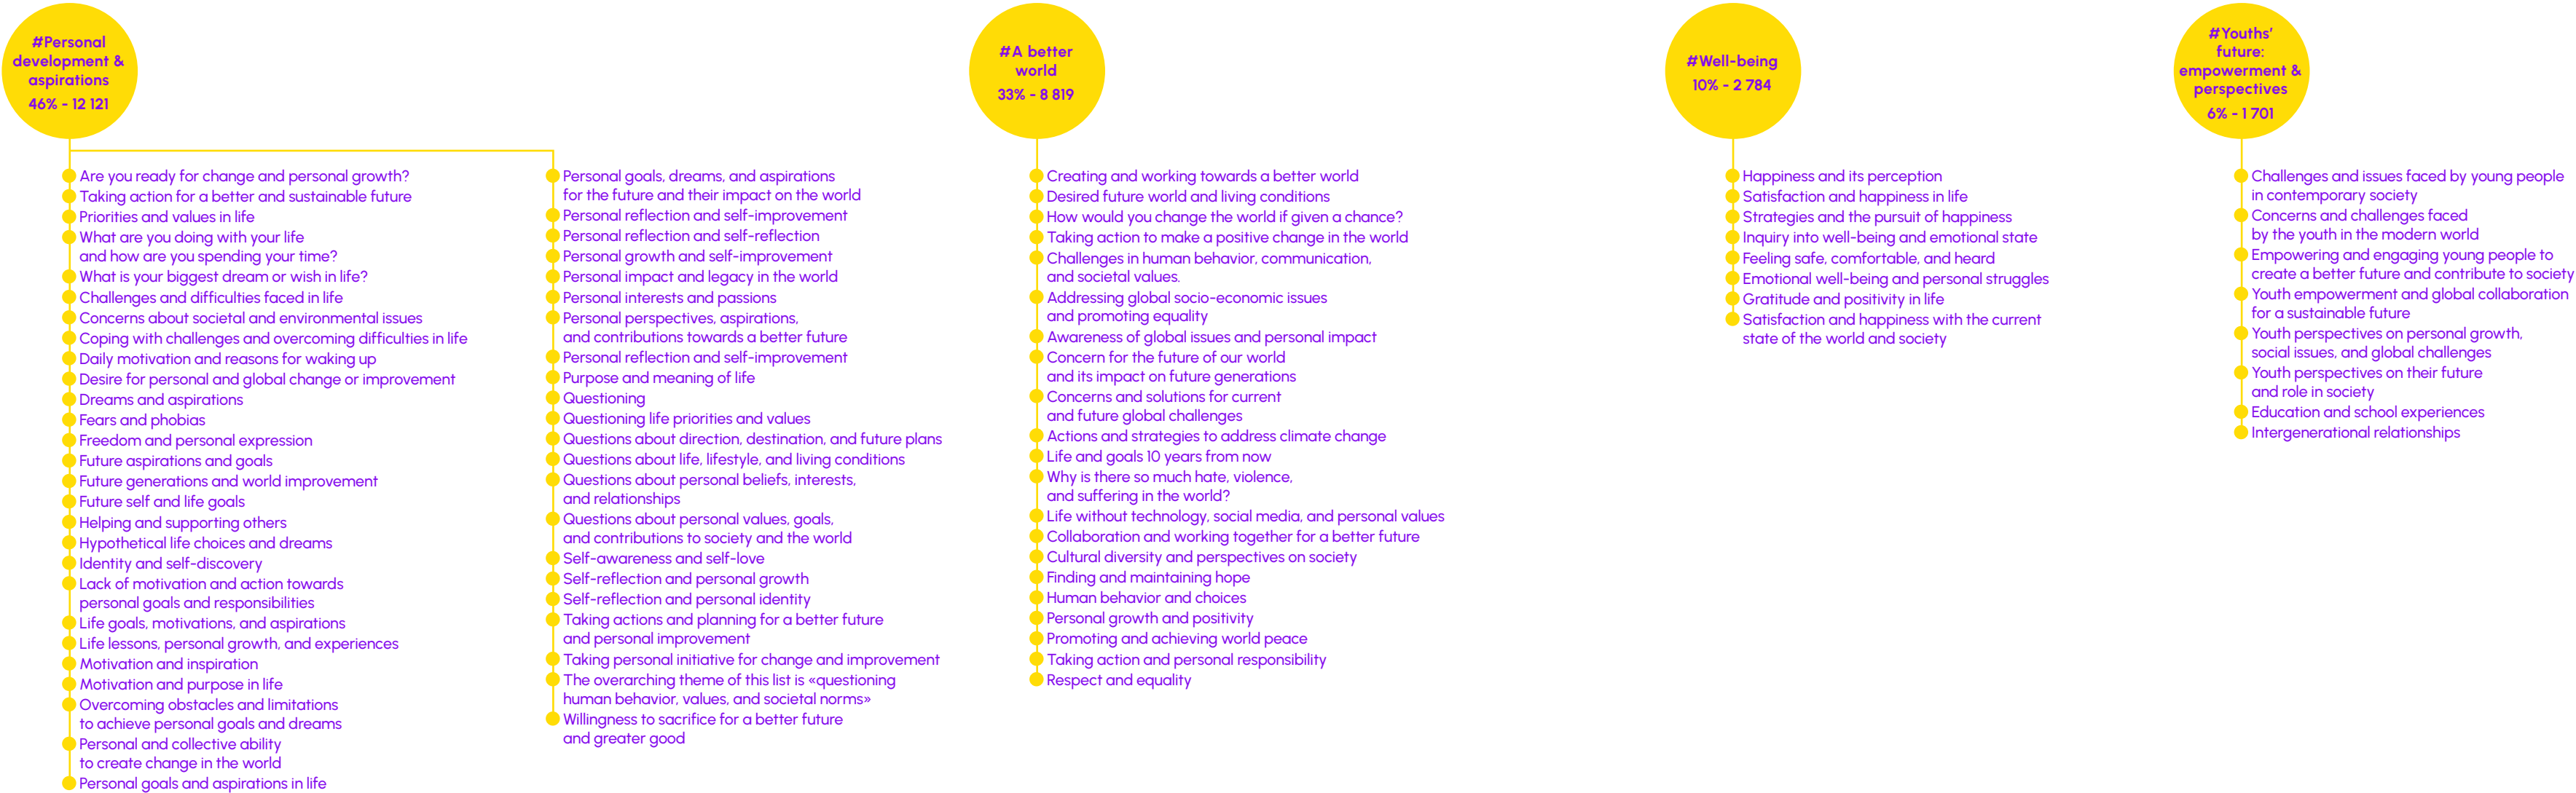 #Personal
development &
aspirations
46% - 12 121
Are you ready for change and personal growth?
Taking action for a better and sustainable future
Priorities and values in life
What are you doing with your life
and how are you spending your time?
What is your biggest dream or wish in life?
Challenges and difficulties faced in life
Concerns about societal and environmental issues
Coping with challenges and overcoming difficulties in life
Daily motivation and reasons for waking up
Desire for personal and global change or improvement
Dreams and aspirations
Fears and phobias
Freedom and personal expression
Future aspirations and goals
Future generations and world improvement
Future self and life goals
Helping and supporting others
Hypothetical life choices and dreams
Identity and self-discovery
Lack of motivation and action towards
personal goals and responsibilities
Life goals, motivations, and aspirations
Life lessons, personal growth, and experiences
Motivation and inspiration
Motivation and purpose in life
Overcoming obstacles and limitations
to achieve personal goals and dreams
Personal and collective ability
to create change in the world
Personal goals and aspirations in life
Personal goals, dreams, and aspirations
for the future and their impact on the world
Personal reflection and self-improvement
Personal reflection and self-reflection
Personal growth and self-improvement
Personal impact and legacy in the world
Personal interests and passions
Personal perspectives, aspirations,
and contributions towards a better future
Personal reflection and self-improvement
Purpose and meaning of life
Questioning
Questioning life priorities and values
Questions about direction, destination, and future plans
Questions about life, lifestyle, and living conditions
Questions about personal beliefs, interests,
and relationships
Questions about personal values, goals,
and contributions to society and the world
Self-awareness and self-love
Self-reflection and personal growth
Self-reflection and personal identity
Taking actions and planning for a better future
and personal improvement
Taking personal initiative for change and improvement
The overarching theme of this list is «questioning
human behavior, values, and societal norms»
Willingness to sacrifice for a better future
and greater good
#A better
world
33% - 8 819
Creating and working towards a better world
Desired future world and living conditions
How would you change the world if given a chance?
Taking action to make a positive change in the world
Challenges in human behavior, communication,
and societal values.
Addressing global socio-economic issues
and promoting equality
Awareness of global issues and personal impact
Concern for the future of our world
and its impact on future generations
Concerns and solutions for current
and future global challenges
Actions and strategies to address climate change
Life and goals 10 years from now
Why is there so much hate, violence,
and suffering in the world?
Life without technology, social media, and personal values
Collaboration and working together for a better future
Cultural diversity and perspectives on society
Finding and maintaining hope
Human behavior and choices
Personal growth and positivity
Promoting and achieving world peace
Taking action and personal responsibility
Respect and equality
#Well-being
10% - 2 784
Happiness and its perception
Satisfaction and happiness in life
Strategies and the pursuit of happiness
Inquiry into well-being and emotional state
Feeling safe, comfortable, and heard
Emotional well-being and personal struggles
Gratitude and positivity in life
Satisfaction and happiness with the current
state of the world and society
#Youths'
future:
empowerment &
perspectives
6% - 1 701
Challenges and issues faced by young people
in contemporary society
Concerns and challenges faced
by the youth in the modern world
Empowering and engaging young people to
create a better future and contribute to society
Youth empowerment and global collaboration
for a sustainable future
Youth perspectives on personal growth,
social issues, and global challenges
Youth perspectives on their future
and role in society
Education and school experiences
Intergenerational relationships